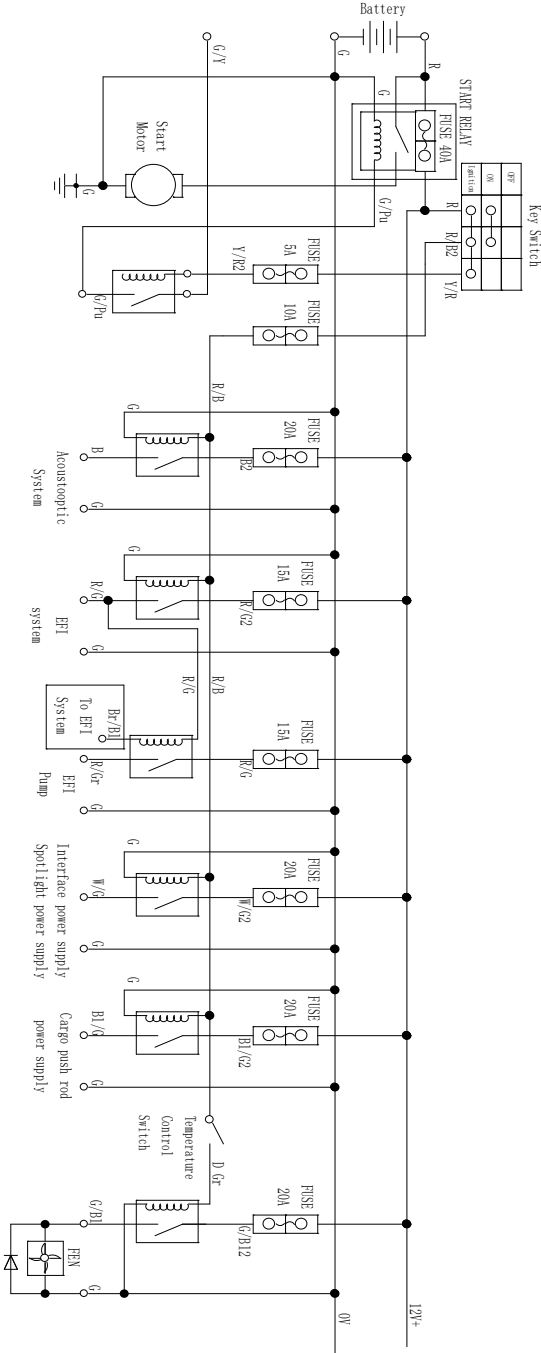 Battery
G
R
G/Y
START RELAY
FUSE 40A
G
Start
Motor
G
G/Pu
G/Pu
Key Switch
OFF
ON
Ignition
R
R/B2
Y/R
FUSE
5A
Y/R2
FUSE
10A
R/B
FUSE
20A
B2
G
B
G
Acoustooptic
System
FUSE
15A
R/G2
G
R/G
G
EFI
system
R/G
R/B
FUSE
15A
R/G
To EFI
System
Br/Bl
R/Gr
G
EFI
Pump
FUSE
20A
W/G2
G
W/G
G
Interface power supply
Spotlight power supply
FUSE
20A
Bl/G2
G
Bl/G
G
Cargo push rod
power supply
Temperature
Control
Switch
D Gr
FUSE
20A
G/Bl2
G/Bl
G
FEN
0V
12V+